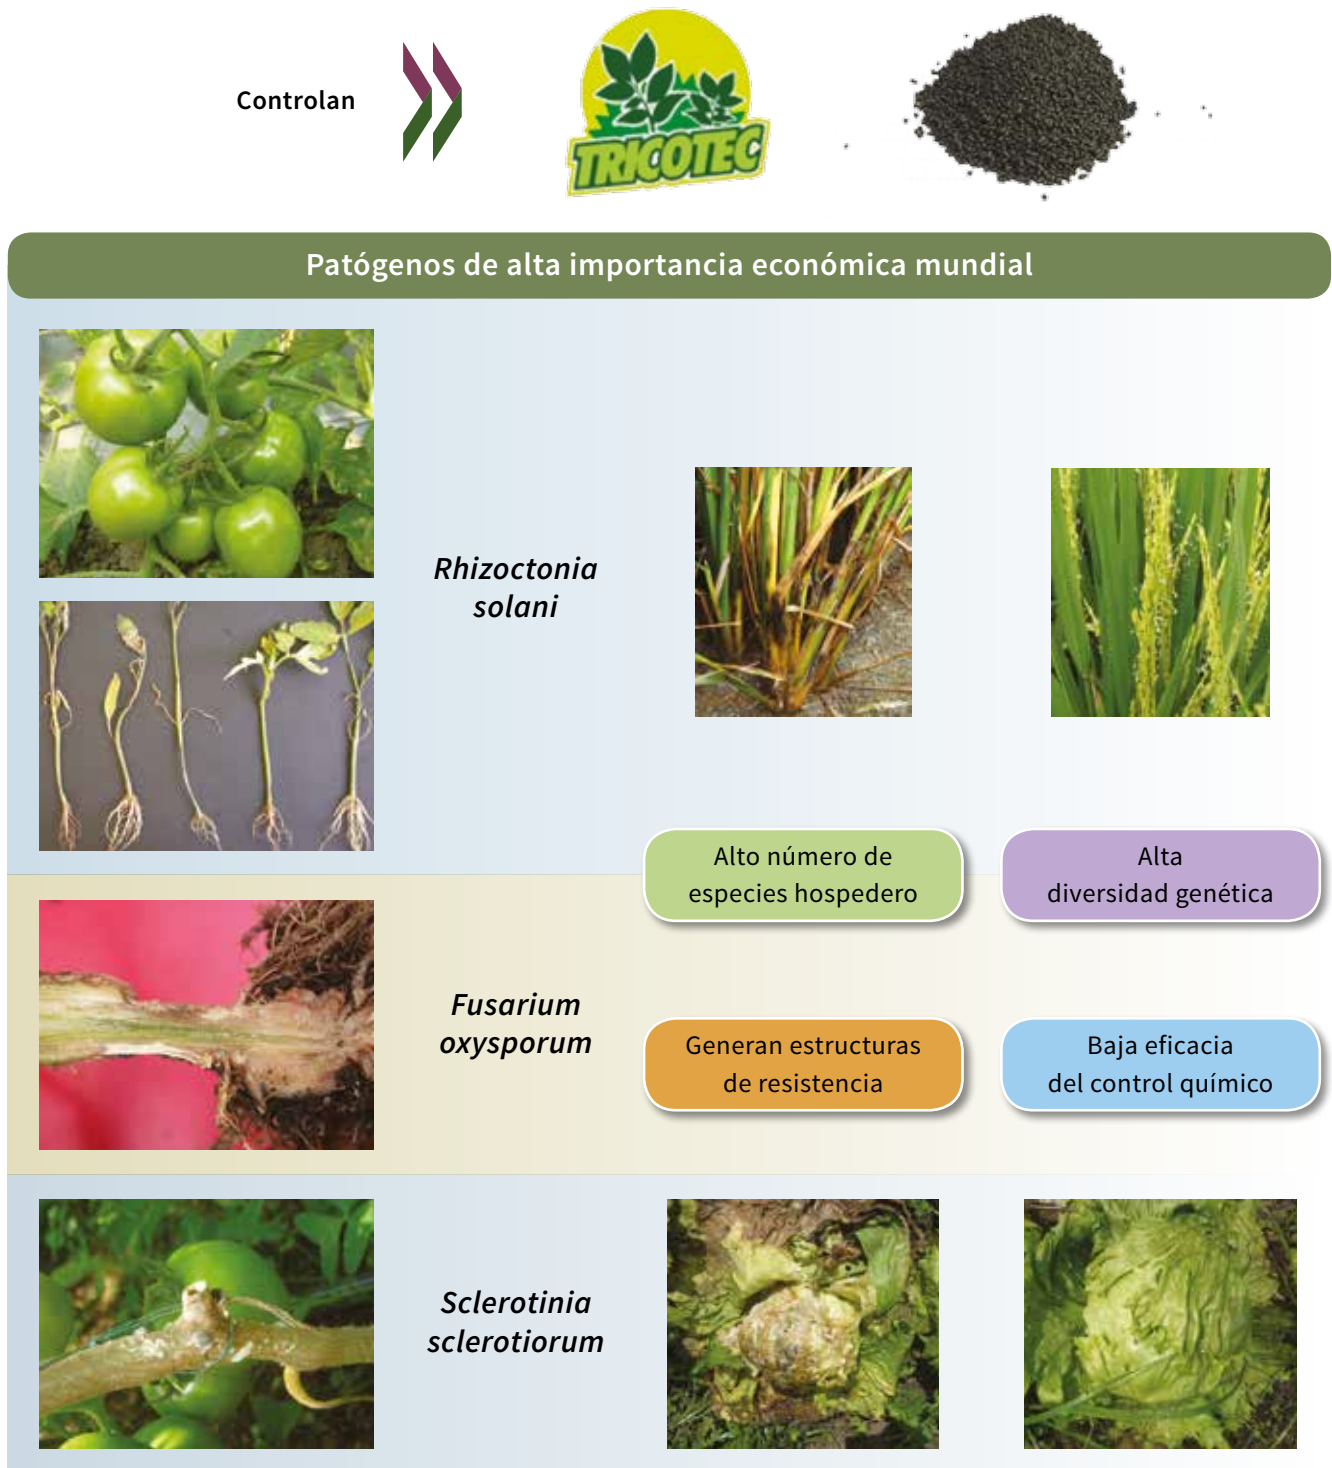 Controlan
TRICOTEC
Patógenos de alta importancia económica mundial
Rhizoctonia
solani
Alto número de
especies hospedero
Alta
diversidad genética
Fusarium
oxysporum
Generan estructuras
de resistencia
Baja eficacia
del control químico
Sclerotinia
sclerotiorum